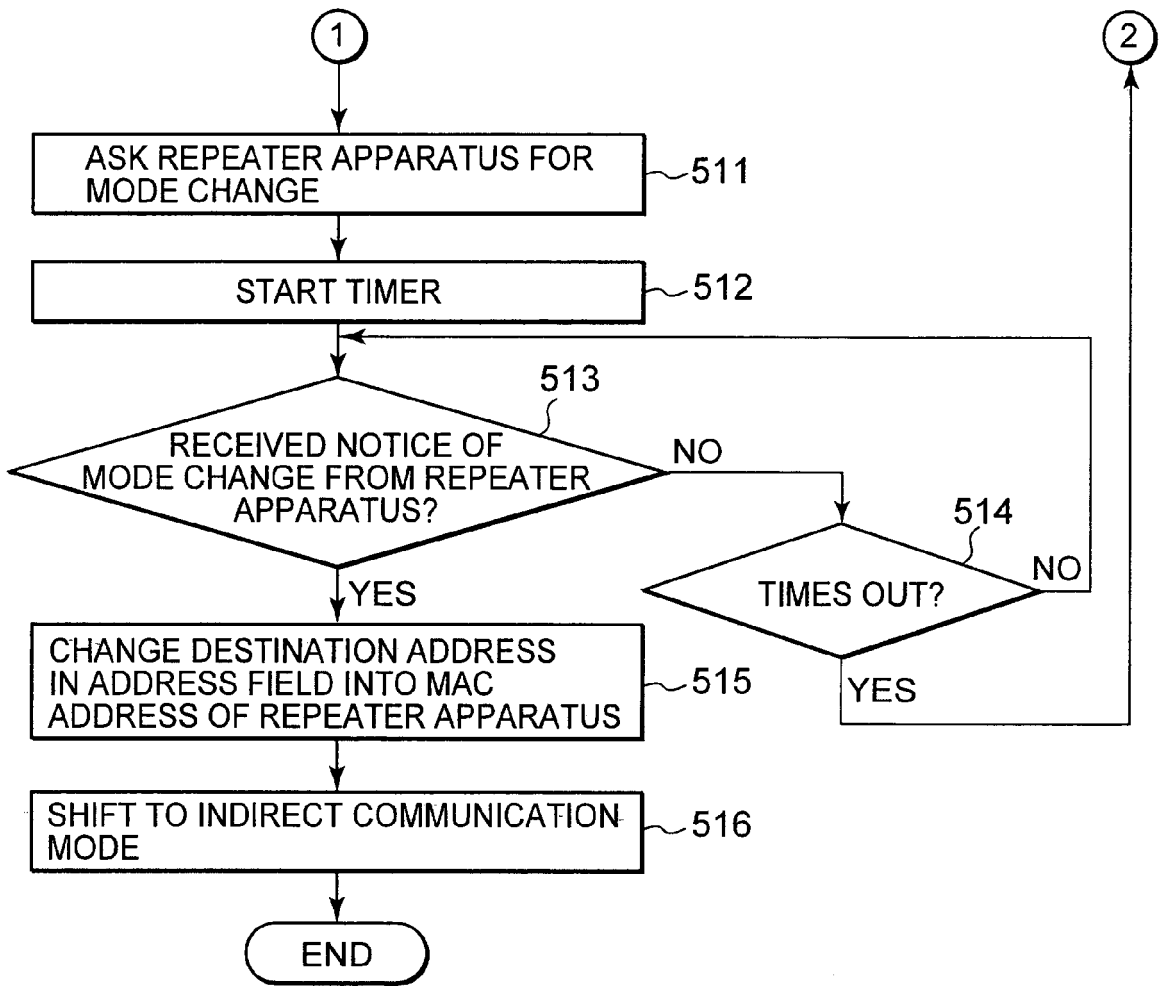 1
2
ASK REPEATER APPARATUS FOR
MODE CHANGE
511
START TIMER
512
513
RECEIVED NOTICE OF
MODE CHANGE FROM REPEATER
APPARATUS?
NO
514
TIMES OUT?
NO
YES
YES
CHANGE DESTINATION ADDRESS
IN ADDRESS FIELD INTO MAC
ADDRESS OF REPEATER APPARATUS
515
SHIFT TO INDIRECT COMMUNICATION
MODE
516
END